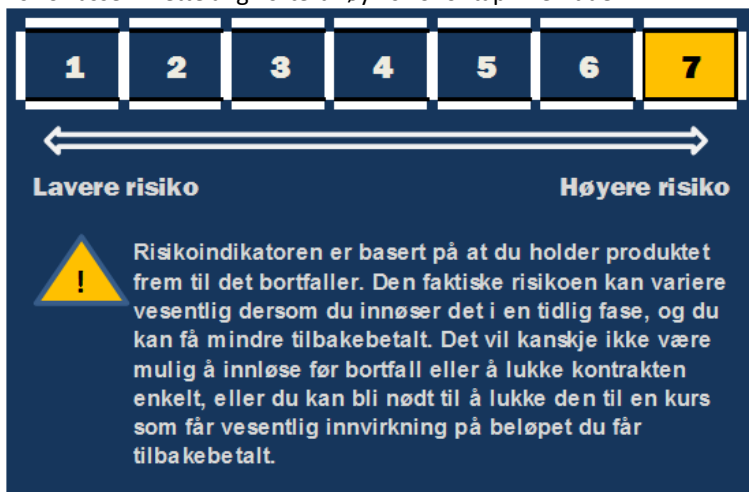 1 2 3 4 5 6 7
Lavere risiko Høyere risiko
! Risikoindikatoren er basert på at du holder produktet
frem til det bortfaller. Den faktiske risikoen kan variere
vesentlig dersom du innøser det i en tidlig fase, og du
kan få mindre tilbakebetalt. Det vil kanskje ikke være
mulig å innløse før bortfall eller å lukke kontrakten
enkelt, eller du kan bli nødt til å lukke den til en kurs
som får vesentlig innvirkning på beløpet du får
tilbakebetalt.